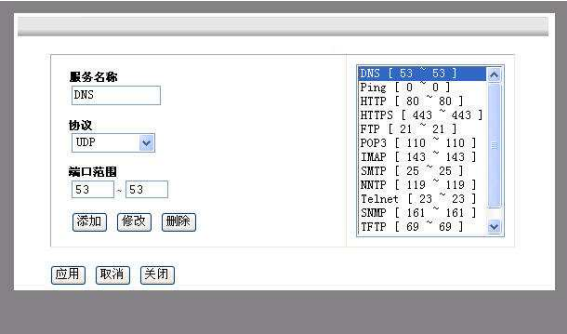 服务名称
DNS
协议
UDP
端口范围
53 ~ 53
添加 修改 删除
DNS [ 53 ~ 53 ]
Ping [ 0 ~ 0 ]
HTTP [ 80 ~ 80 ]
HTTPS [ 443 ~ 443 ]
FTP [ 21 ~ 21 ]
POP3 [ 110 ~ 110 ]
IMAP [ 143 ~ 143 ]
SMTP [ 25 ~ 25 ]
NNTP [ 119 ~ 119 ]
Telnet [ 23 ~ 23 ]
SNMP [ 161 ~ 161 ]
TFTP [ 69 ~ 69 ]
应用 取消 关闭